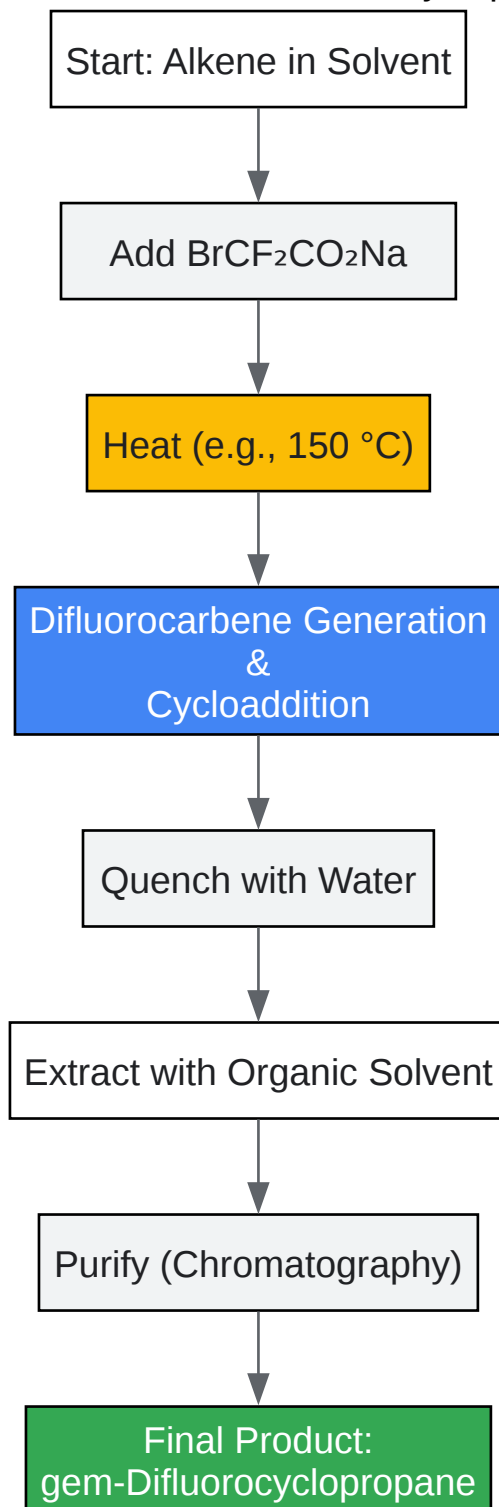 Start: Alkene in Solvent
Add BrCF₂CO₂Na
Heat (e.g., 150 °C)
Difluorocarbene Generation
&
Cycloaddition
Quench with Water
Extract with Organic Solvent
Purify (Chromatography)
Final Product:
gem-Difluorocyclopropane